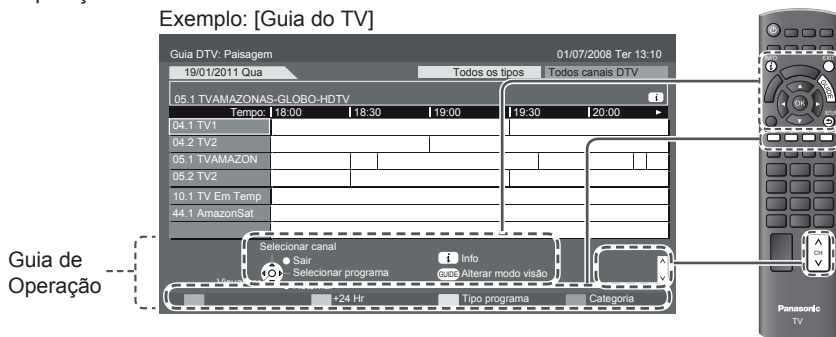 Exemplo: [Guia do TV]
Guia DTV: Paisagem 01/07/2008 Ter 13:10
19/01/2011 Qua Todos os tipos Todos canais DTV
05.1 TVAMAZONAS-GLOBO-HDTV i
Tempo: 18:00 18:30 19:00 19:30 20:00
04.1 TV1
04.2 TV2
05.1 TVAMAZON
05.2 TV2
10.1 TV Em Temp
44.1 AmazonSat
Selecionar canal
Sair i Info
Selecionar programa GUIDE Alterar modo visão
+24 Hr Tipo programa Categoria
Guia de
Operação
INFO EXIT
i
GUIDE
OK
CH
Panasonic
TV